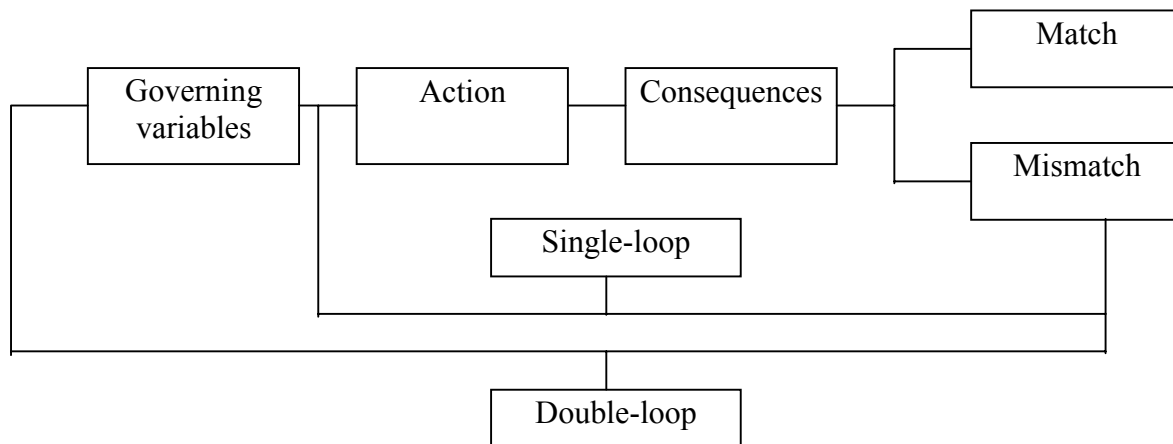 Match
Governing
variables
Action
Consequences
Mismatch
Single-loop
Double-loop